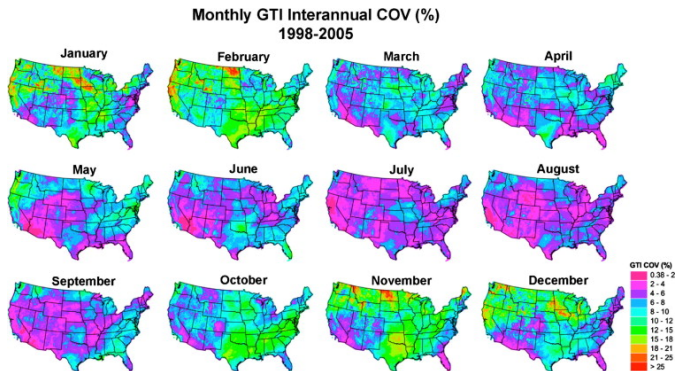 Monthly GTI Interannual COV (%)
1998-2005
January
February
March
April
May
June
July
August
September
October
November
December
GTI COV (%)
0.38 - 2
2 - 4
4 - 6
6 - 8
8 - 10
10 - 12
12 - 15
15 - 18
18 - 21
21 - 25
> 25